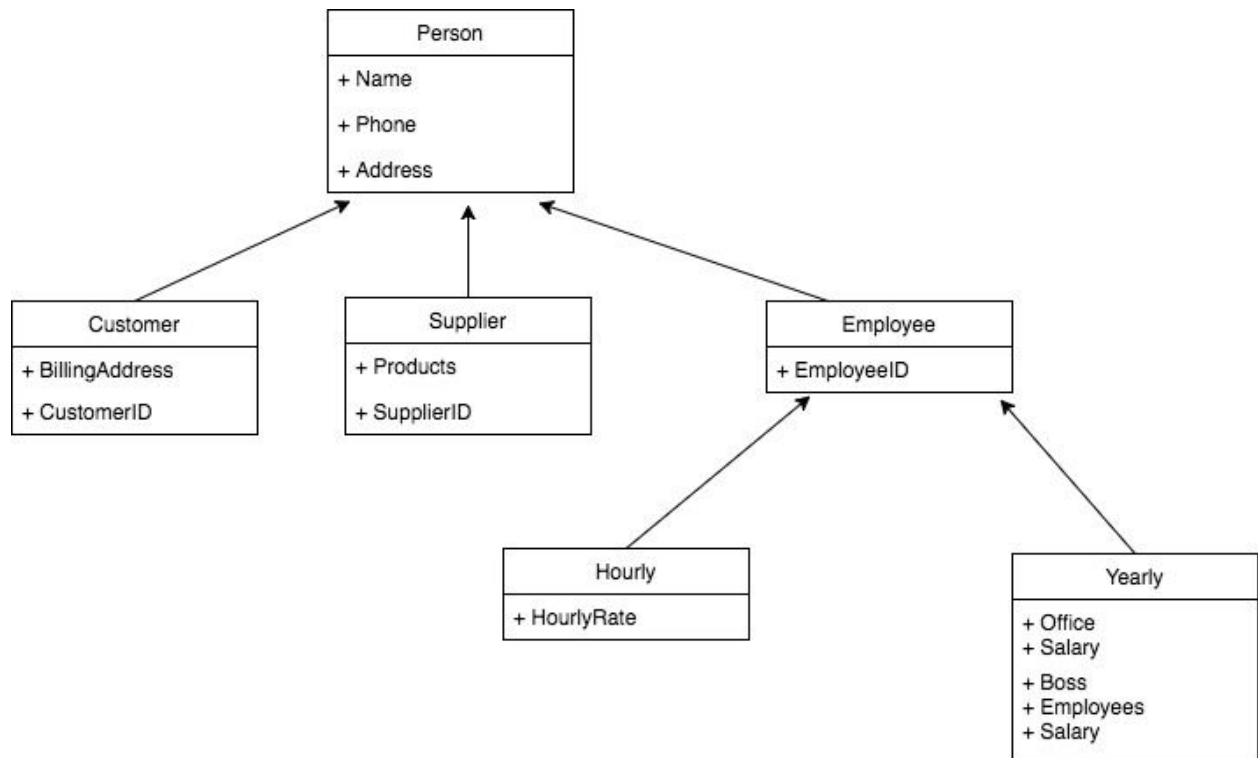 Person
+ Name
+ Phone
+ Address
Customer
+ BillingAddress
+ CustomerID
Supplier
+ Products
+ SupplierID
Employee
+ EmployeeID
Hourly
+ HourlyRate
Yearly
+ Office
+ Salary
+ Boss
+ Employees
+ Salary